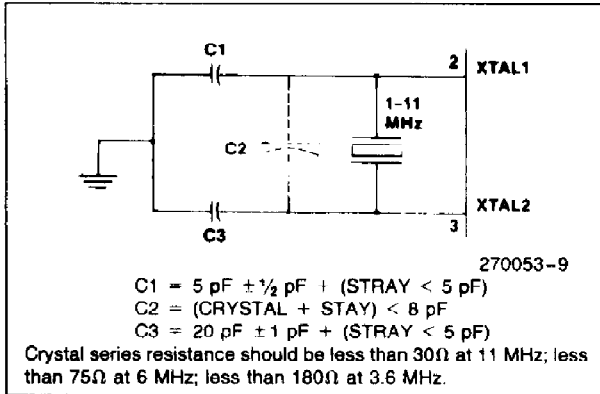 C1
2 XTAL1
1-11
MHz
C2
XTAL2
3
C3
270053-9
C1 = 5 pF ±½ pF + (STRAY < 5 pF)
C2 = (CRYSTAL + STAY) < 8 pF
C3 = 20 pF ±1 pF + (STRAY < 5 pF)
Crystal series resistance should be less than 30Ω at 11 MHz; less
than 75Ω at 6 MHz; less than 180Ω at 3.6 MHz.